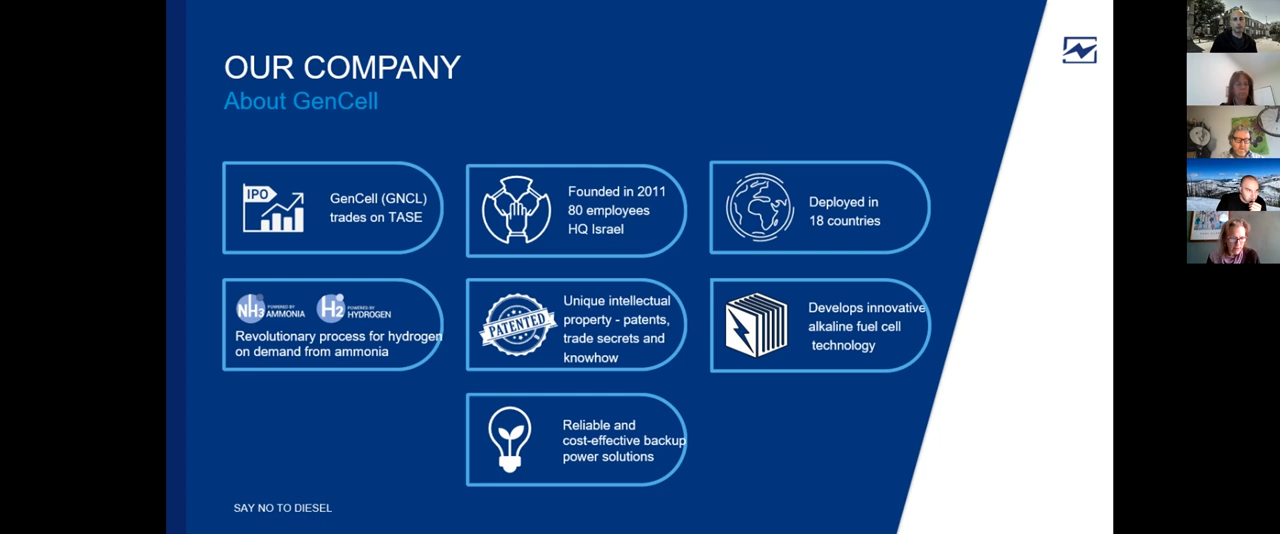 OUR COMPANY
About GenCell
IPO
GenCell (GNCL)
trades on TASE
Founded in 2011
80 employees
HQ Israel
Deployed in
18 countries
NH3 POWERED BY AMMONIA
H2 POWERED BY HYDROGEN
Revolutionary process for hydrogen
on demand from ammonia
PATENTED
Unique intellectual
property - patents,
trade secrets and
knowhow
Develops innovative
alkaline fuel cell
technology
Reliable and
cost-effective backup
power solutions
SAY NO TO DIESEL